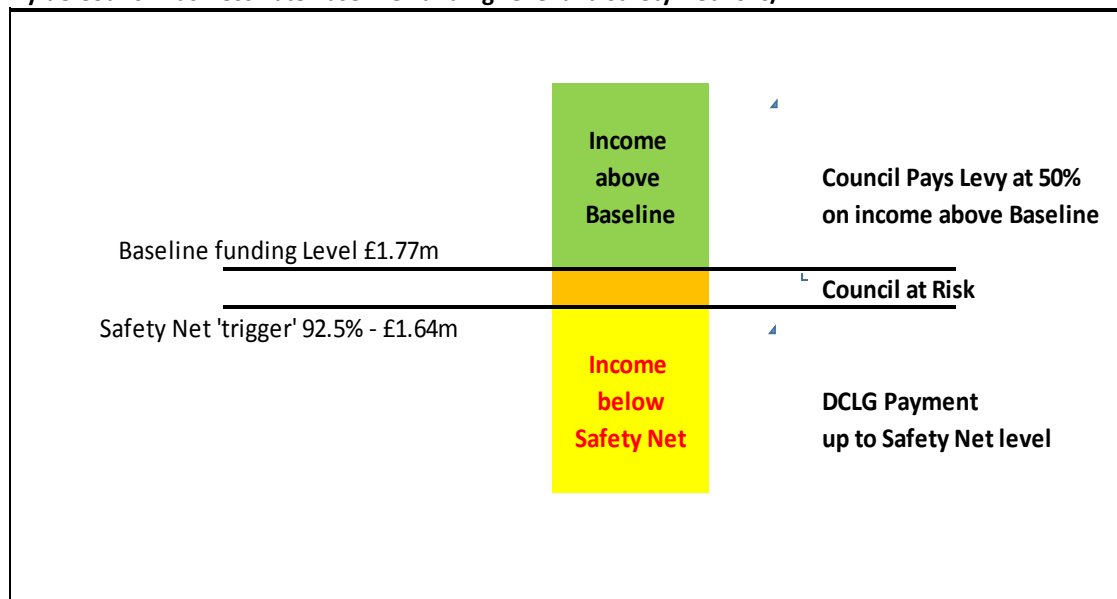 Income
above
Baseline
Council Pays Levy at 50%
on income above Baseline
Baseline funding Level £1.77m
Council at Risk
Safety Net 'trigger' 92.5% - £1.64m
Income
below
Safety Net
DCLG Payment
up to Safety Net level